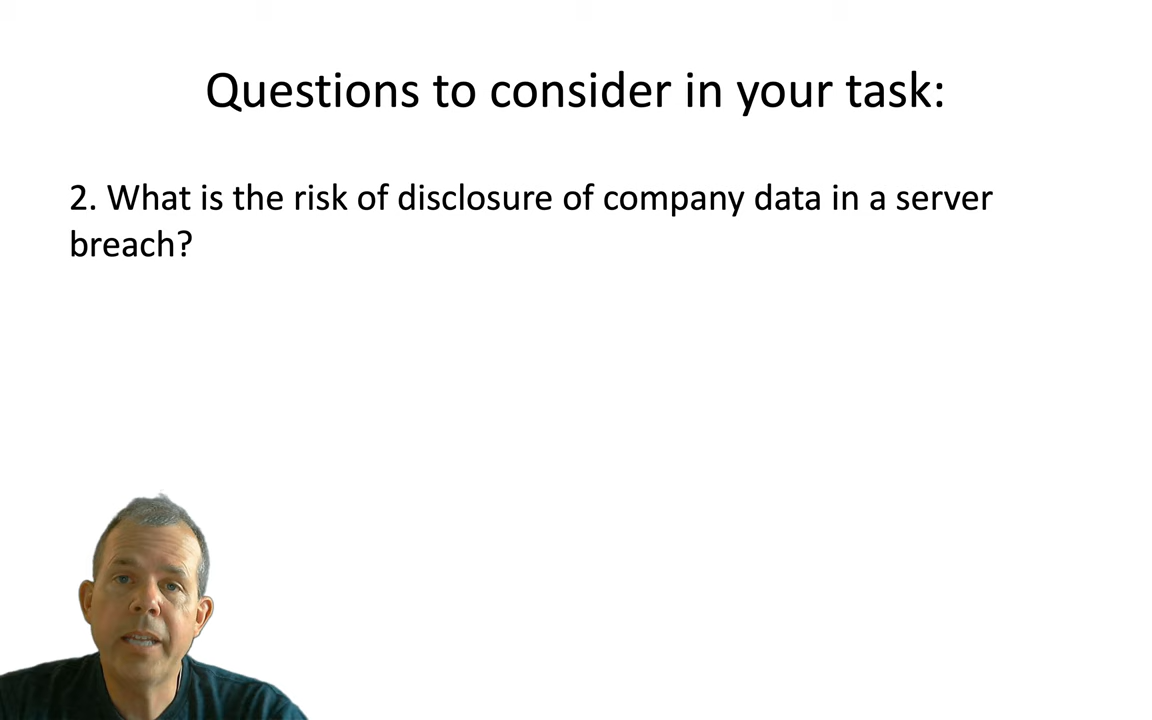 Questions to consider in your task:
2. What is the risk of disclosure of company data in a server
breach?